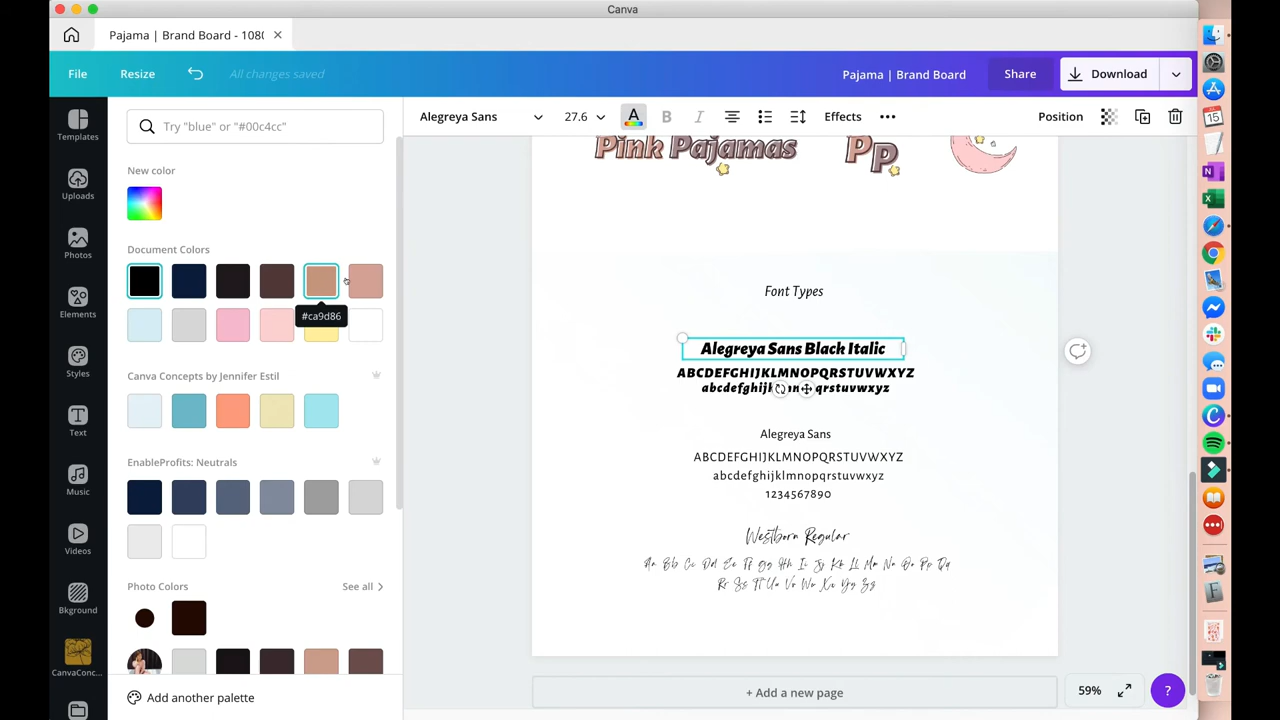 Canva
Pajama | Brand Board - 108(
File
Resize
All changes saved
Pajama | Brand Board
Share
Download
Templates
Uploads
Photos
Elements
Styles
Text
Music
Videos
Bkground
CanvaConc...
Try "blue" or "#00c4cc"
New color
Document Colors
#ca9d86
Canva Concepts by Jennifer Estil
EnableProfits: Neutrals
Photo Colors
See all
Add another palette
Alegreya Sans
27.6
A
B
I
Effects
Position
Pink Pajamas
Pp
Font Types
Alegreya Sans Black Italic
ABCDEFGHIJKLMNOPQRSTUVWXYZ
Alegreya Sans
ABCDEFGHIJKLMNOPQRSTUVWXYZ
abcdefghijklmnopqrstuvwxyz
1234567890
Westborn Regular
+ Add a new page
59%
?
15